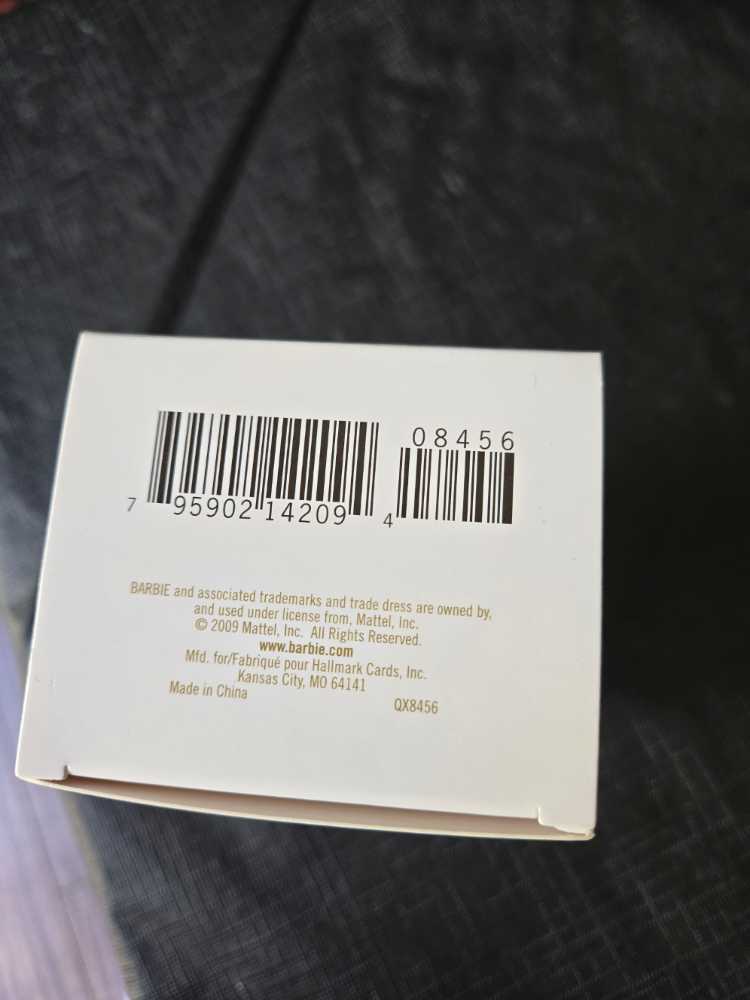 08456
7 95902 14209 4
BARBIE and associated trademarks and trade dress are owned by,
and used under license from, Mattel, Inc.
© 2009 Mattel, Inc. All Rights Reserved.
www.barbie.com
Mfd. for/Fabriqué pour Hallmark Cards, Inc.
Kansas City, MO 64141
Made in China
QX8456